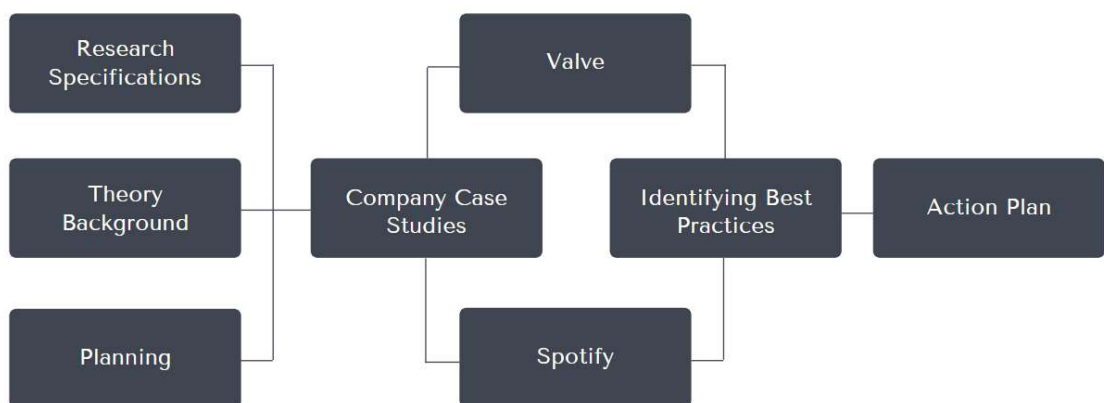 Research
Specifications
Valve
Theory
Background
Company Case
Studies
Identifying Best
Practices
Action Plan
Planning
Spotify